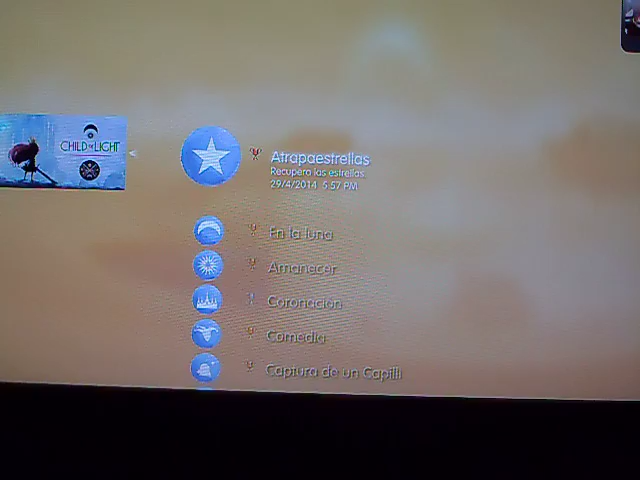 CHILD OF LIGHT
Atrapaestrellas
Recupera las estrellas.
29/4/2014 5:57 PM
En la luna
Amanecer
Coronación
Comedia
Captura de un Capilli